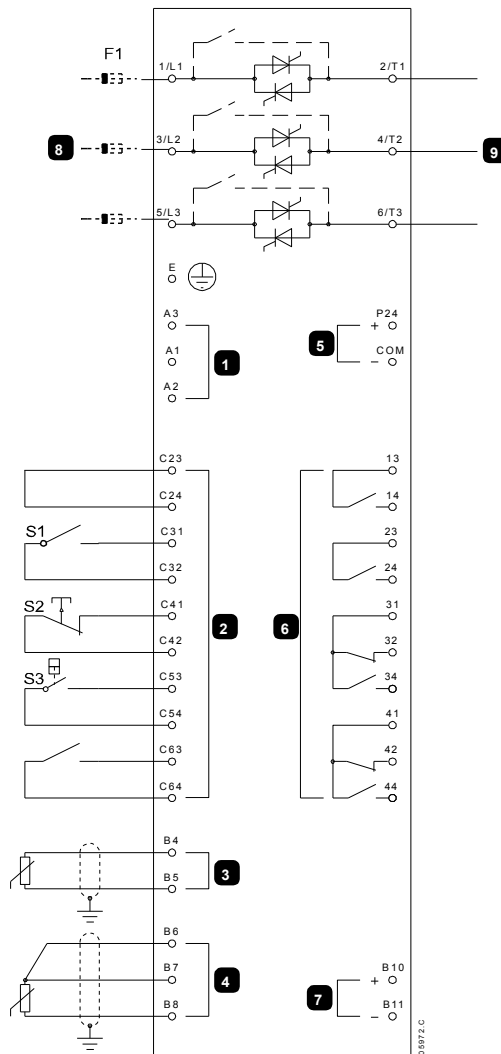 F1
1/L1 2/T1
8 3/L2 4/T2 9
5/L3 6/T3
E
A3 P24
+
1 5
A1 COM
−
A2
C23 13
C24 14
S1 C31 23
C32 24
S2 C41 31
2 6
C42 32
S3 C53 34
C54 41
C63 42
C64 44
B4
3
B5
B6
B7 + B10
4 7
B8 − B11
05972.C